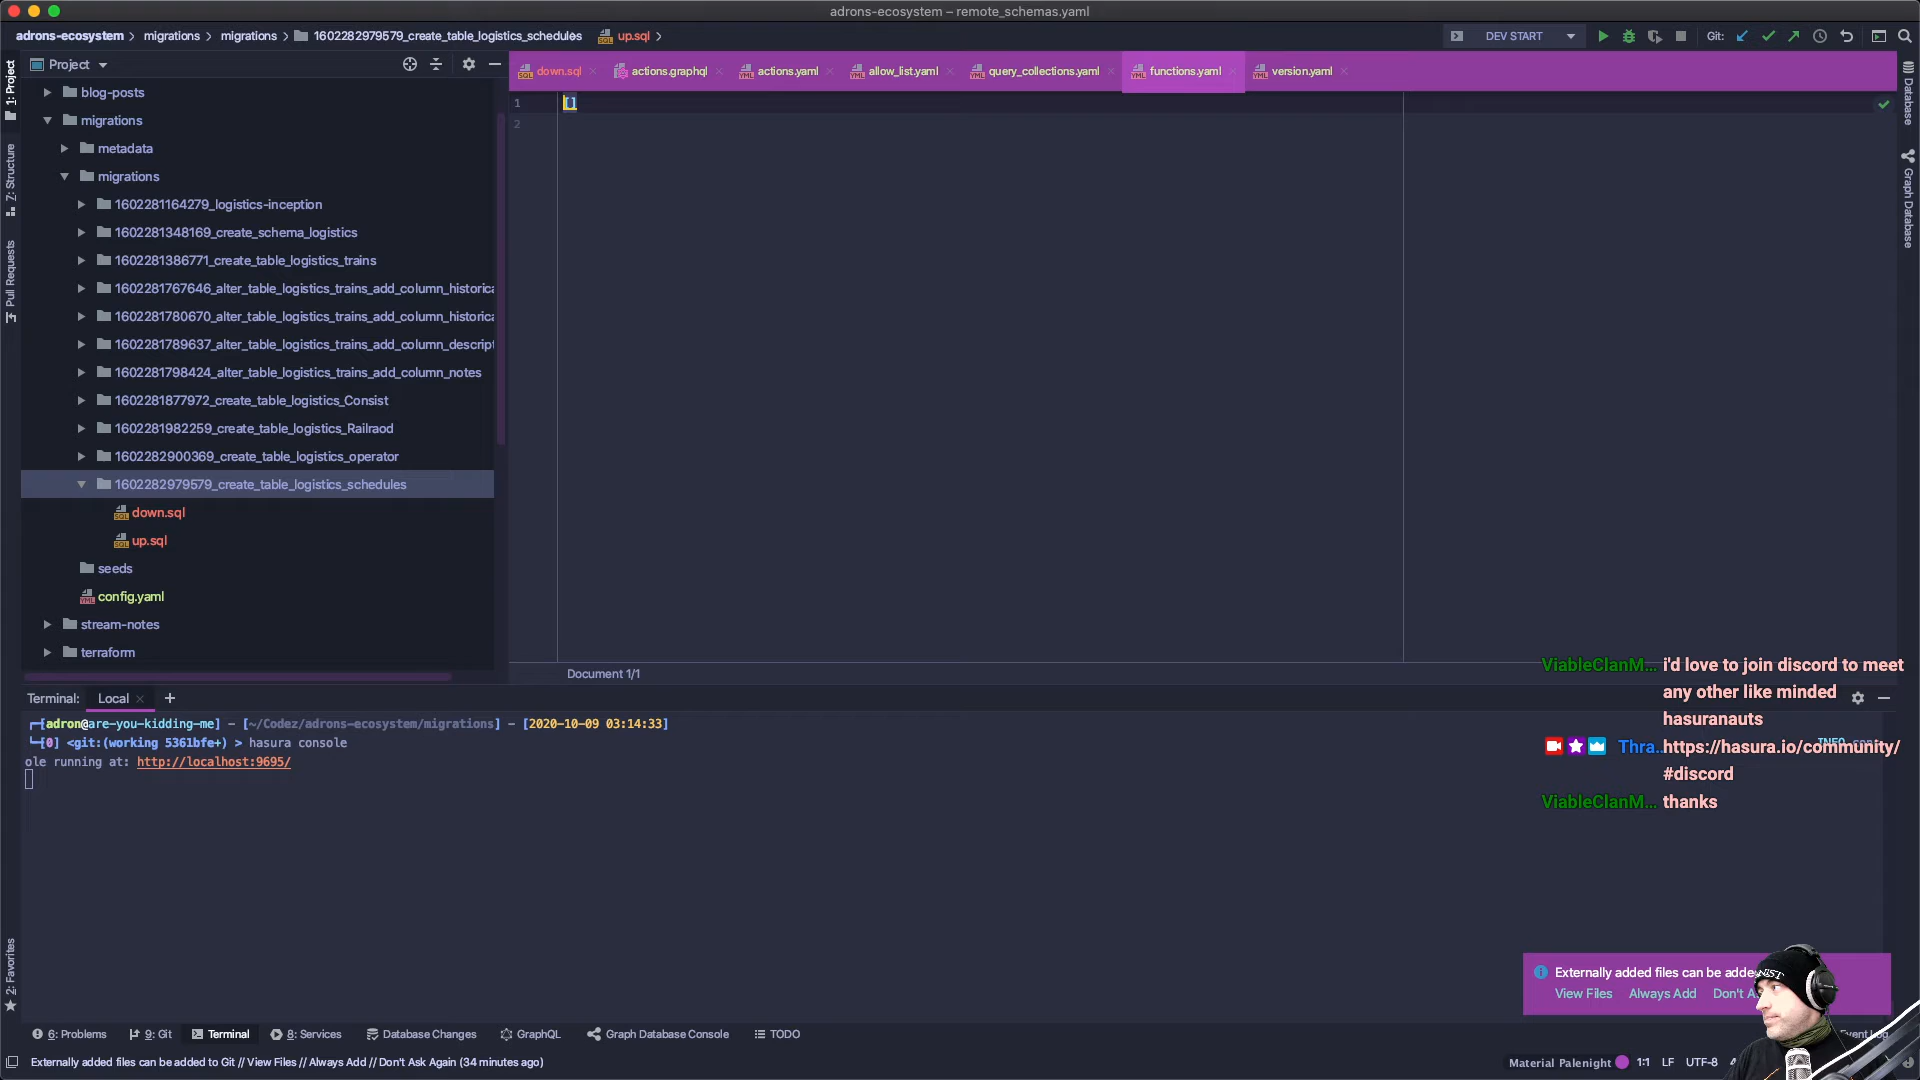 adrons-ecosystem – remote_schemas.yaml
adrons-ecosystem migrations migrations 1602282979579_create_table_logistics_schedules up.sql
DEV START Git:
Project
down.sql actions.graphql actions.yaml allow_list.yaml query_collections.yaml functions.yaml version.yaml
1: Project
Z: Structure
Pull Requests
2: Favorites
Database
Graph Database
blog-posts
migrations
metadata
migrations
1602281164279_logistics-inception
1602281348169_create_schema_logistics
1602281386771_create_table_logistics_trains
1602281767646_alter_table_logistics_trains_add_column_historica
1602281780670_alter_table_logistics_trains_add_column_historica
1602281789637_alter_table_logistics_trains_add_column_descript
1602281798424_alter_table_logistics_trains_add_column_notes
1602281877972_create_table_logistics_Consist
1602281982259_create_table_logistics_Railraod
1602282900369_create_table_logistics_operator
1602282979579_create_table_logistics_schedules
down.sql
up.sql
seeds
config.yaml
stream-notes
terraform
1 []
2
Document 1/1
Terminal: Local +
[adron@are-you-kidding-me] – [~/Codez/adrons-ecosystem/migrations] – [2020-10-09 03:14:33]
[0] <git:(working 5361bfe+) > hasura console
ole running at: http://localhost:9695/
ViableClanM... i'd love to join discord to meet
any other like minded
hasuranauts
Thra.. https://hasura.io/community/
#discord
ViableClanM... thanks
Externally added files can be adde
View Files Always Add Don't A
6: Problems 9: Git Terminal 8: Services Database Changes GraphQL Graph Database Console TODO
Externally added files can be added to Git // View Files // Always Add // Don't Ask Again (34 minutes ago)
Material Palenight 1:1 LF UTF-8